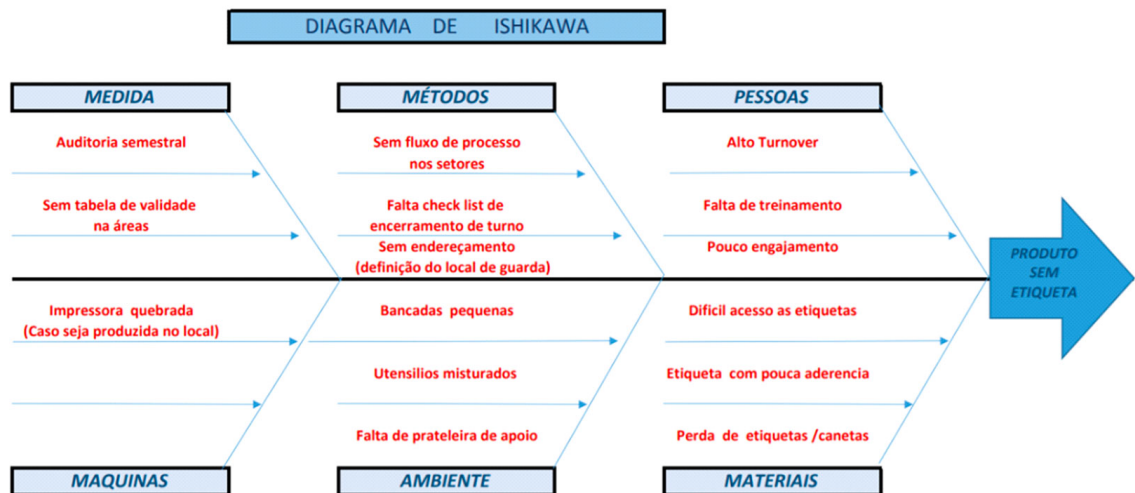 DIAGRAMA DE ISHIKAWA
MEDIDA
Auditoria semestral
Sem tabela de validade
na áreas
MÉTODOS
Sem fluxo de processo
nos setores
Falta check list de
encerramento de turno
Sem endereçamento
(definição do local de guarda)
PESSOAS
Alto Turnover
Falta de treinamento
Pouco engajamento
PRODUTO
SEM
ETIQUETA
Impressora quebrada
(Caso seja produzida no local)
MAQUINAS
Bancadas pequenas
Utensilios misturados
Falta de prateleira de apoio
AMBIENTE
Dificil acesso as etiquetas
Etiqueta com pouca aderencia
Perda de etiquetas /canetas
MATERIAIS